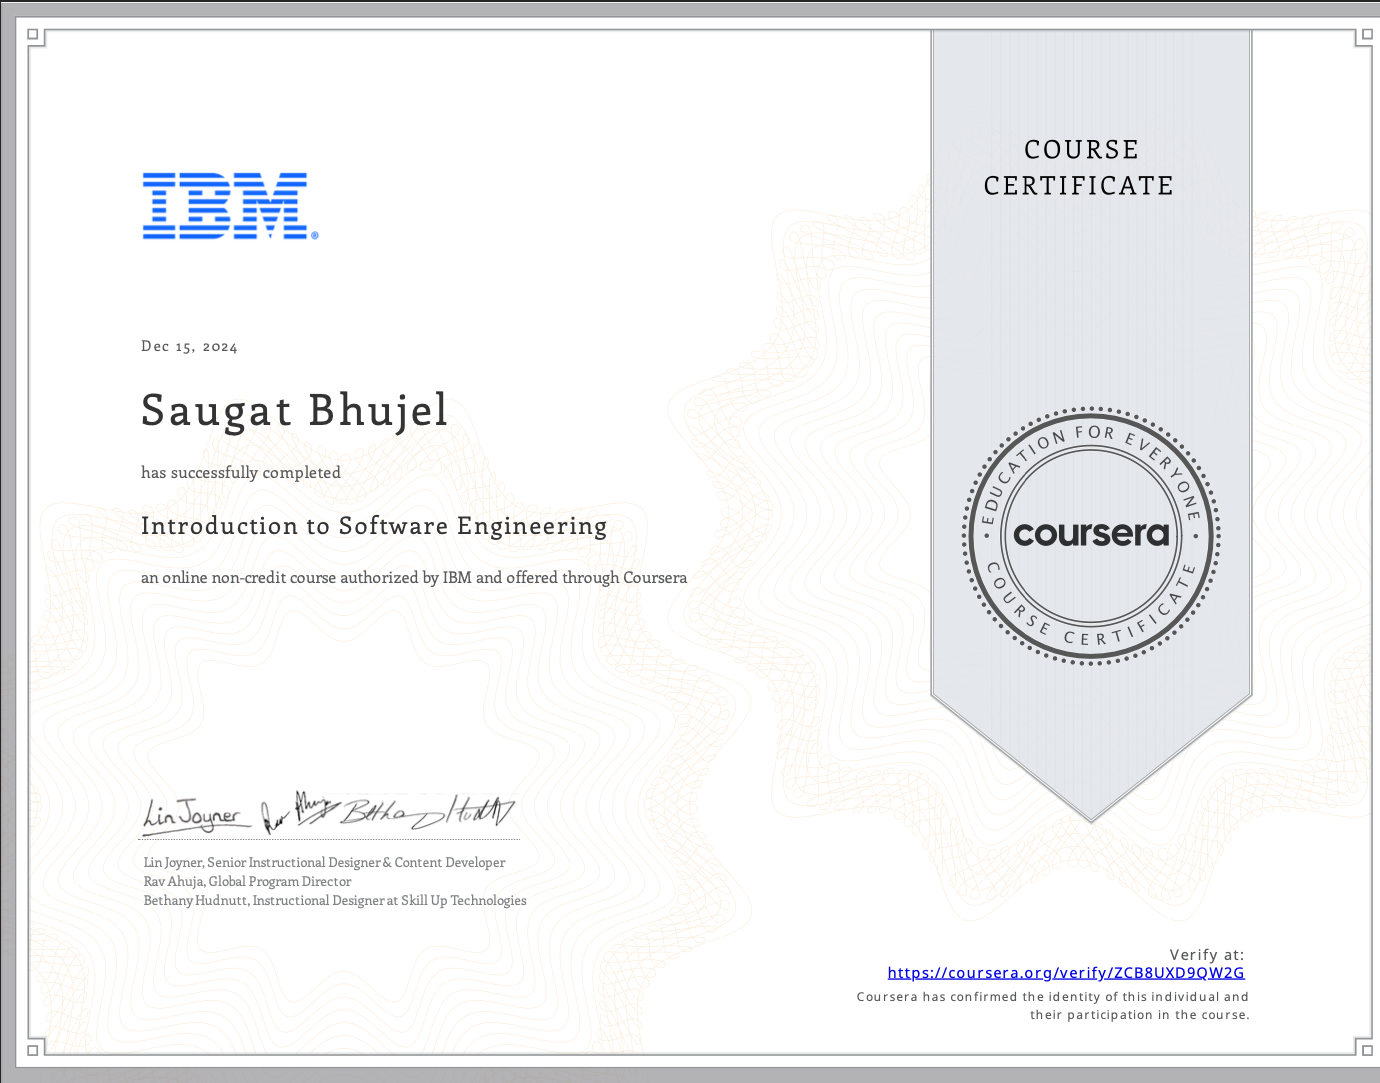 IBM®
Dec 15, 2024
Saugat Bhujel
has successfully completed
Introduction to Software Engineering
an online non-credit course authorized by IBM and offered through Coursera
Lin Joyner Rav Ahuja Bethany Hudnutt
Lin Joyner, Senior Instructional Designer & Content Developer
Rav Ahuja, Global Program Director
Bethany Hudnutt, Instructional Designer at Skill Up Technologies
COURSE
CERTIFICATE
EDUCATION FOR EVERYONE
coursera
COURSE CERTIFICATE
Verify at:
https://coursera.org/verify/ZCB8UXD9QW2G
Coursera has confirmed the identity of this individual and
their participation in the course.